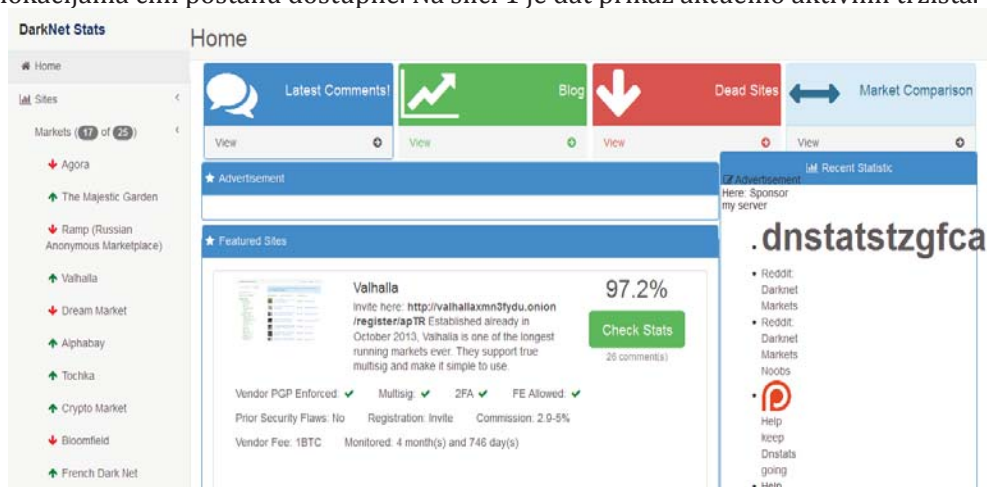 lokacijama čim postanu dostupne. Na slici 1 je dat prikaz aktuelno aktivnih tržišta.
DarkNet Stats
Home
Sites
Markets (17 of 25)
Agora
The Majestic Garden
Ramp (Russian
Anonymous Marketplace)
Valhalla
Dream Market
Alphabay
Tochka
Crypto Market
Bloomfield
French Dark Net
Home
Latest Comments!
View
Blog
View
Dead Sites
View
Market Comparison
View
Advertisement
Featured Sites
Valhalla
Invite here: http://valhallaxmn3fydu.onion
/register/apTR Established already in
October 2013, Valhalla is one of the longest
running markets ever. They support true
multisig and make it simple to use.
97.2%
Check Stats
26 comment(s)
Vendor PGP Enforced: ✔ Multisig: ✔ 2FA ✔ FE Allowed: ✔
Prior Security Flaws: No Registration: Invite Commission: 2.9-5%
Vendor Fee: 1BTC Monitored: 4 month(s) and 746 day(s)
Recent Statistic
Advertisement
Here: Sponsor
my server
dnstatstzgfca
Reddit:
Darknet
Markets
Reddit:
Darknet
Markets
Noobs
Help
keep
Dnstats
going
Help